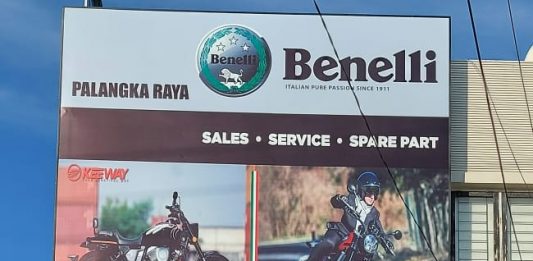 Benelli
PALANGKA RAYA
Benelli
ITALIAN PURE PASSION SINCE 1911
SALES • SERVICE • SPARE PART
KEEWAY